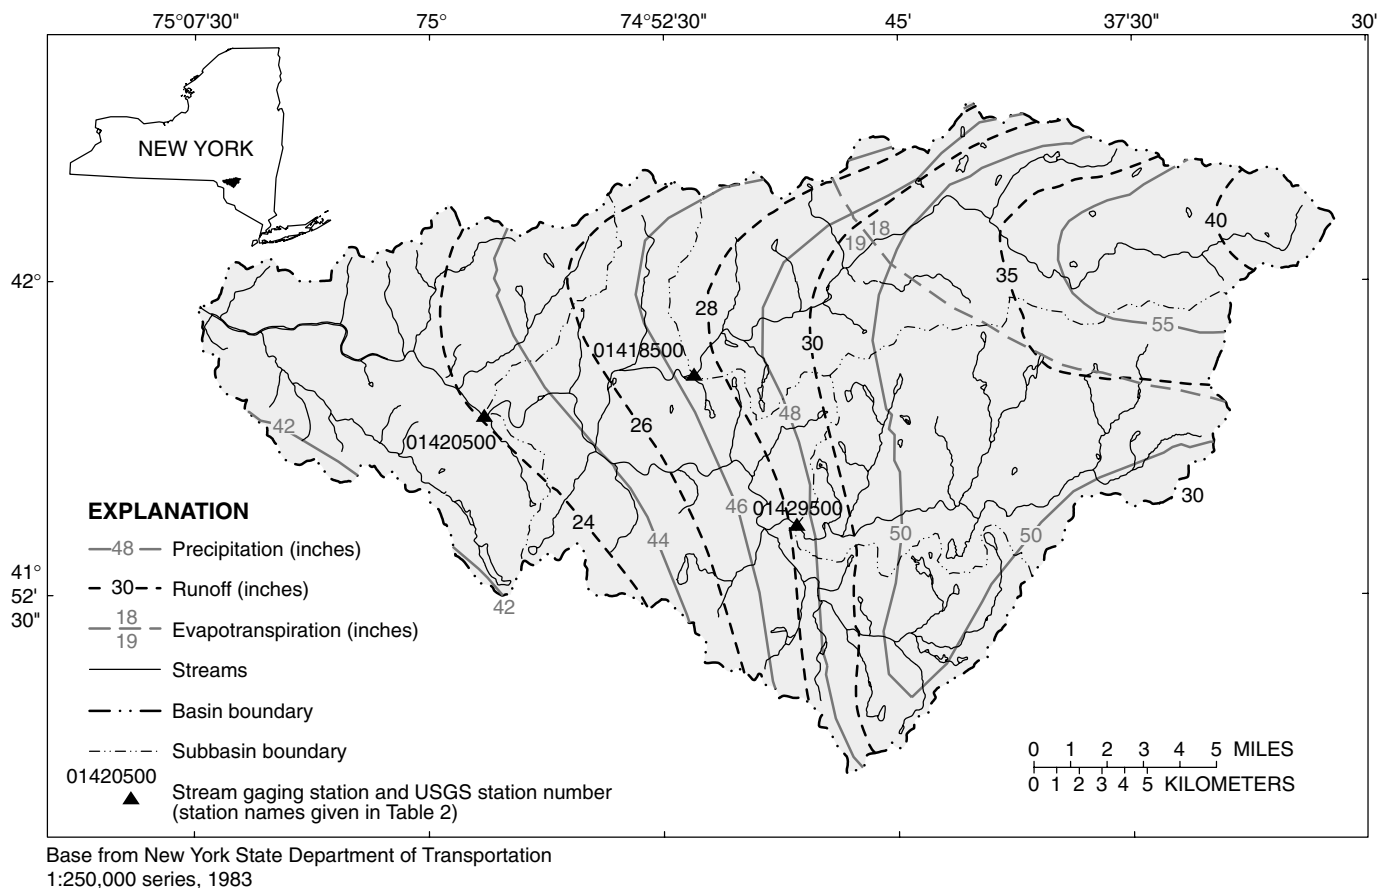 75°07'30"
75°
74°52'30"
45'
37'30"
30'
NEW YORK
42°
41°
52'
30"
40
18
19
35
28
55
30
01418500
48
26
42
01420500
30
46
01429500
24
44
50
50
42
EXPLANATION
48 Precipitation (inches)
30 Runoff (inches)
18
19
Evapotranspiration (inches)
Streams
Basin boundary
Subbasin boundary
01420500
Stream gaging station and USGS station number
(station names given in Table 2)
0 1 2 3 4 5 MILES
0 1 2 3 4 5 KILOMETERS
Base from New York State Department of Transportation
1:250,000 series, 1983